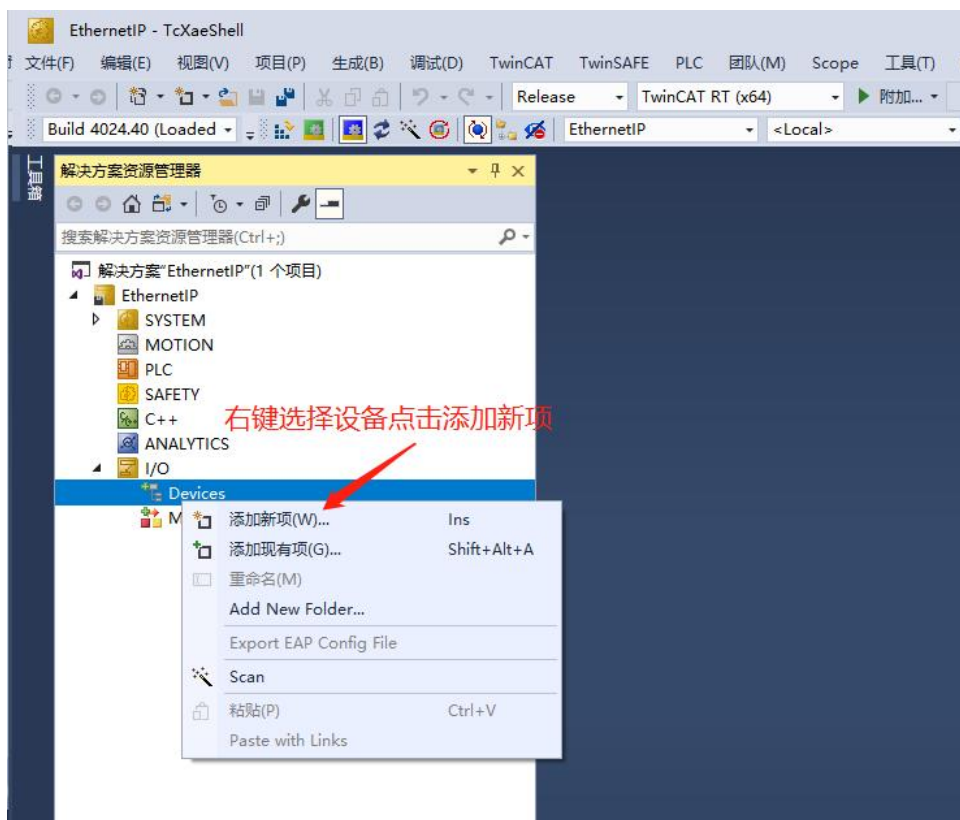 EthernetIP - TcXaeShell
文件(F) 编辑(E) 视图(V) 项目(P) 生成(B) 调试(D) TwinCAT TwinSAFE PLC 团队(M) Scope 工具(T)
Release TwinCAT RT (x64) 附加...
Build 4024.40 (Loaded EthernetIP <Local>
工具箱
解决方案资源管理器
搜索解决方案资源管理器(Ctrl+;)
解决方案"EthernetIP"(1 个项目)
EthernetIP
SYSTEM
MOTION
PLC
SAFETY
C++
右键选择设备点击添加新项
ANALYTICS
I/O
Devices
M
添加新项(W)... Ins
添加现有项(G)... Shift+Alt+A
重命名(M)
Add New Folder...
Export EAP Config File
Scan
粘贴(P) Ctrl+V
Paste with Links